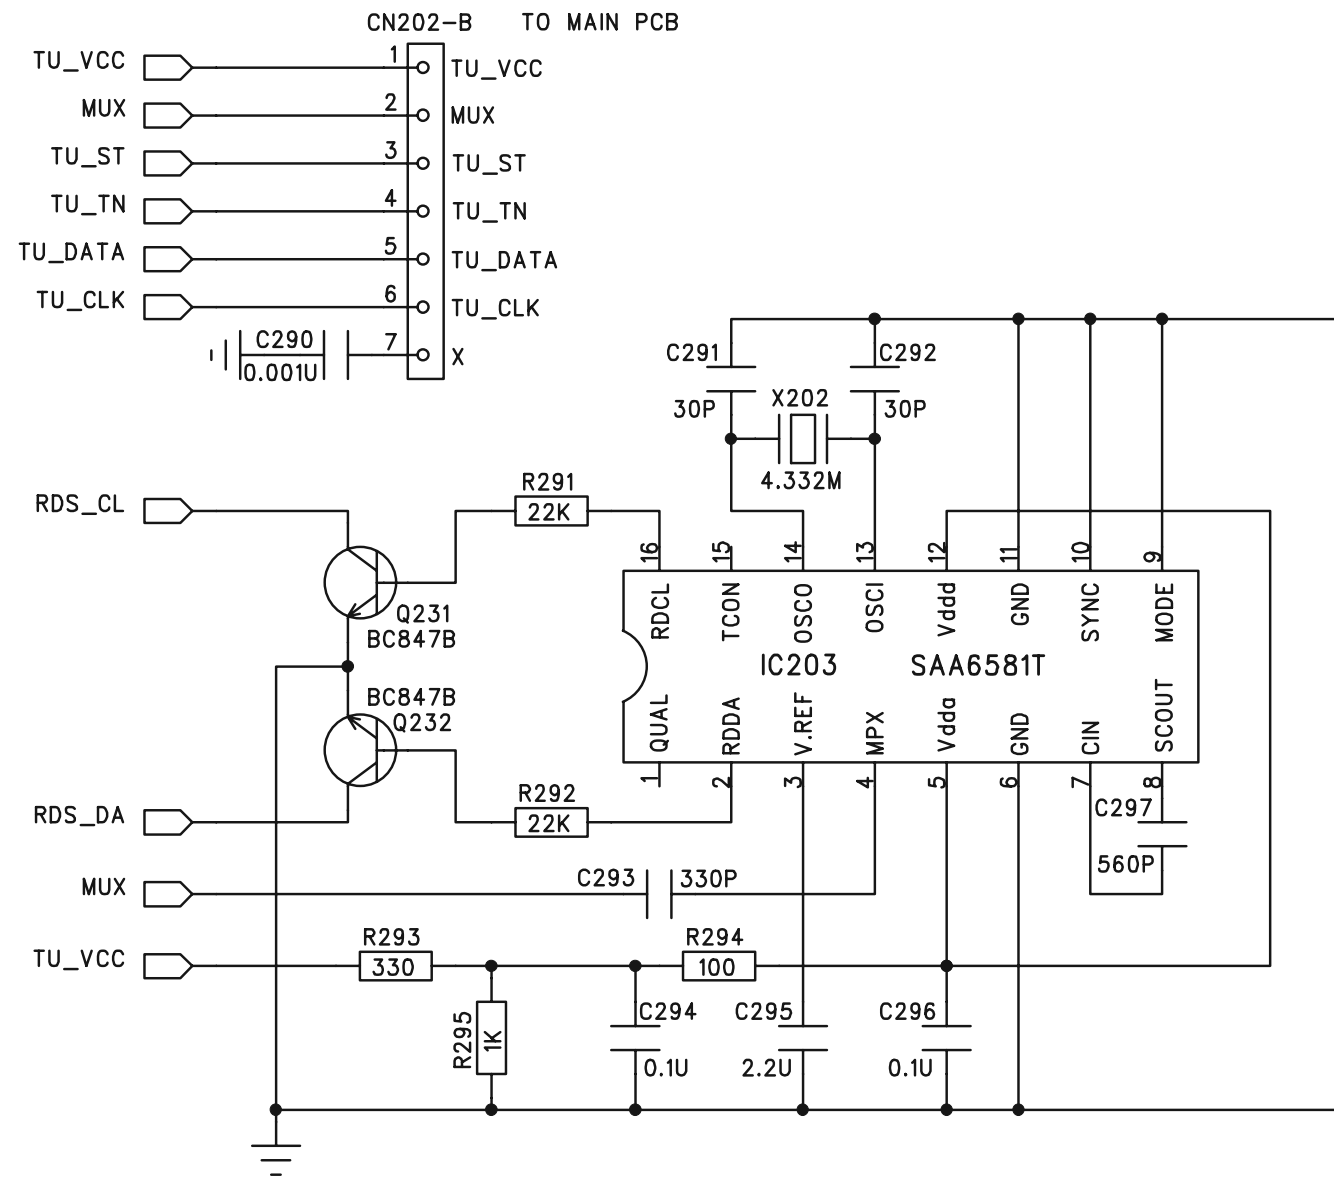 CN202-B TO MAIN PCB
TU_VCC 1 TU_VCC
MUX 2 MUX
TU_ST 3 TU_ST
TU_TN 4 TU_TN
TU_DATA 5 TU_DATA
TU_CLK 6 TU_CLK
C290 7 X
0.001U
C291 C292
X202
30P 30P
4.332M
RDS_CL
R291
22K
16 15 14 13 12 11 10 9
RDCL TCON OSCO OSCI Vddd GND SYNC MODE
Q231
BC847B
IC203 SAA6581T
BC847B
Q232
QUAL RDDA V.REF MPX Vdda GND CIN SCOUT
1 2 3 4 5 6 7 8
R292
22K
RDS_DA
C297
560P
MUX
C293 330P
TU_VCC
R293
330
R294
100
R295
1K
C294
0.1U
C295
2.2U
C296
0.1U